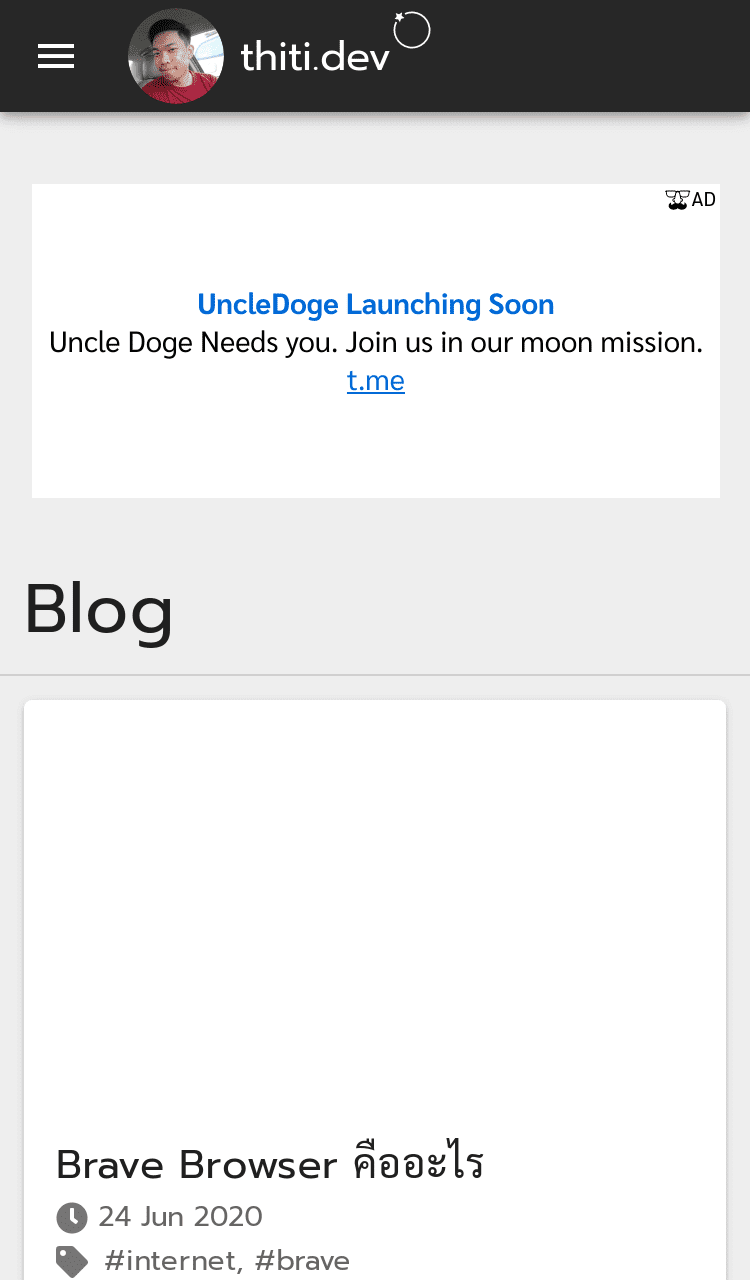 thiti.dev
AD
UncleDoge Launching Soon
Uncle Doge Needs you. Join us in our moon mission.
t.me
Blog
Brave Browser คืออะไร
24 Jun 2020
#internet, #brave